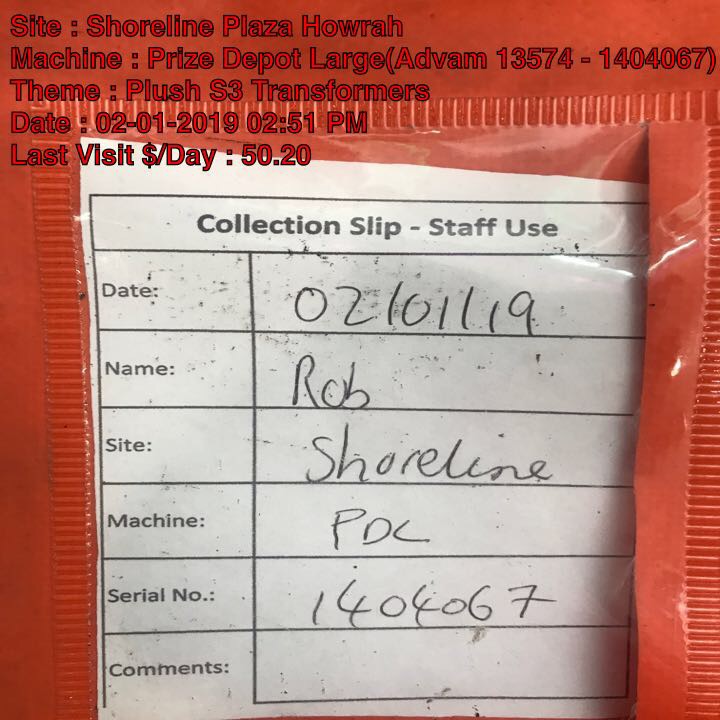 Site : Shoreline Plaza Howrah
Machine : Prize Depot Large(Advam 13574 - 1404067)
Theme : Plush S3 Transformers
Date : 02-01-2019 02:51 PM
Last Visit $/Day : 50.20
Collection Slip - Staff Use
Date: 02/01/19
Name: Rob
Site: Shoreline
Machine: PDL
Serial No.: 1404067
Comments: